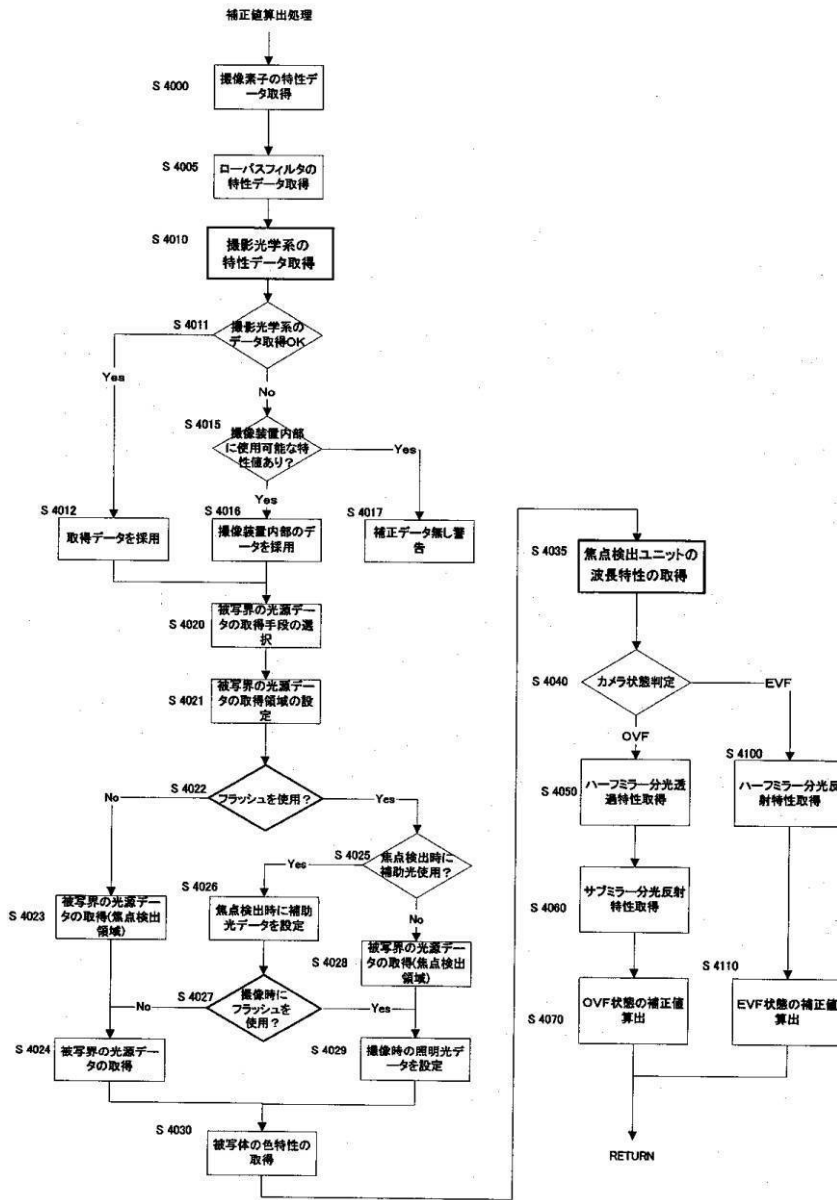 補正値算出処理
S 4000
撮像素子の特性デ
ータ取得
S 4005
ローパスフィルタの
特性データ取得
S 4010
撮影光学系の
特性データ取得
S 4011
撮影光学系の
データ取得OK
Yes
No
S 4015
撮像装置内部
に使用可能な特
性値あり？
Yes
Yes
S 4012
取得データを採用
S 4016
撮像装置内部のデ
ータを採用
S 4017
補正データ無し警
告
S 4020
被写界の光源デー
タの取得手段の選
択
S 4021
被写界の光源デー
タの取得領域の設
定
S 4022
フラッシュを使用？
No
Yes
S 4025
焦点検出時に
補助光使用？
Yes
No
S 4023
被写界の光源デー
タの取得(焦点検出
領域)
S 4026
焦点検出時に補助
光データを設定
S 4028
被写界の光源デー
タの取得(焦点検出
領域)
S 4027
撮像時に
フラッシュを
使用？
No
Yes
S 4024
被写界の光源デー
タの取得
S 4029
撮像時の照明光デ
ータを設定
S 4030
被写体の色特性の
取得
S 4035
焦点検出ユニットの
波長特性の取得
S 4040
カメラ状態判定
EVF
OVF
S 4050
ハーフミラー分光透
過特性取得
S 4100
ハーフミラー分光反
射特性取得
S 4060
サブミラー分光反射
特性取得
S 4070
OVF状態の補正値
算出
S 4110
EVF状態の補正値
算出
RETURN